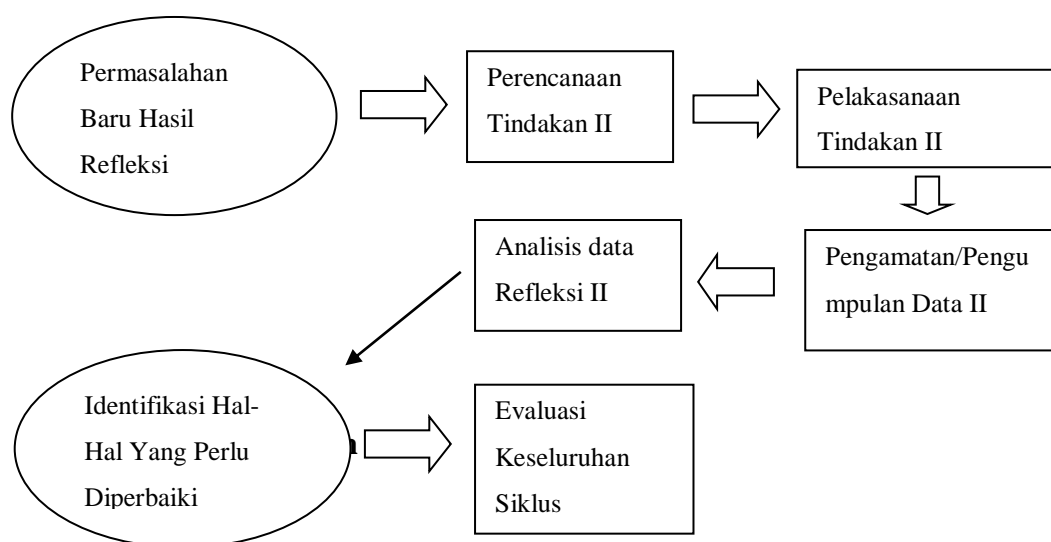 Permasalahan
Baru Hasil
Refleksi
Perencanaan
Tindakan II
Pelakasanaan
Tindakan II
Pengamatan/Pengu
mpulan Data II
Analisis data
Refleksi II
Identifikasi Hal-
Hal Yang Perlu
Diperbaiki
Evaluasi
Keseluruhan
Siklus